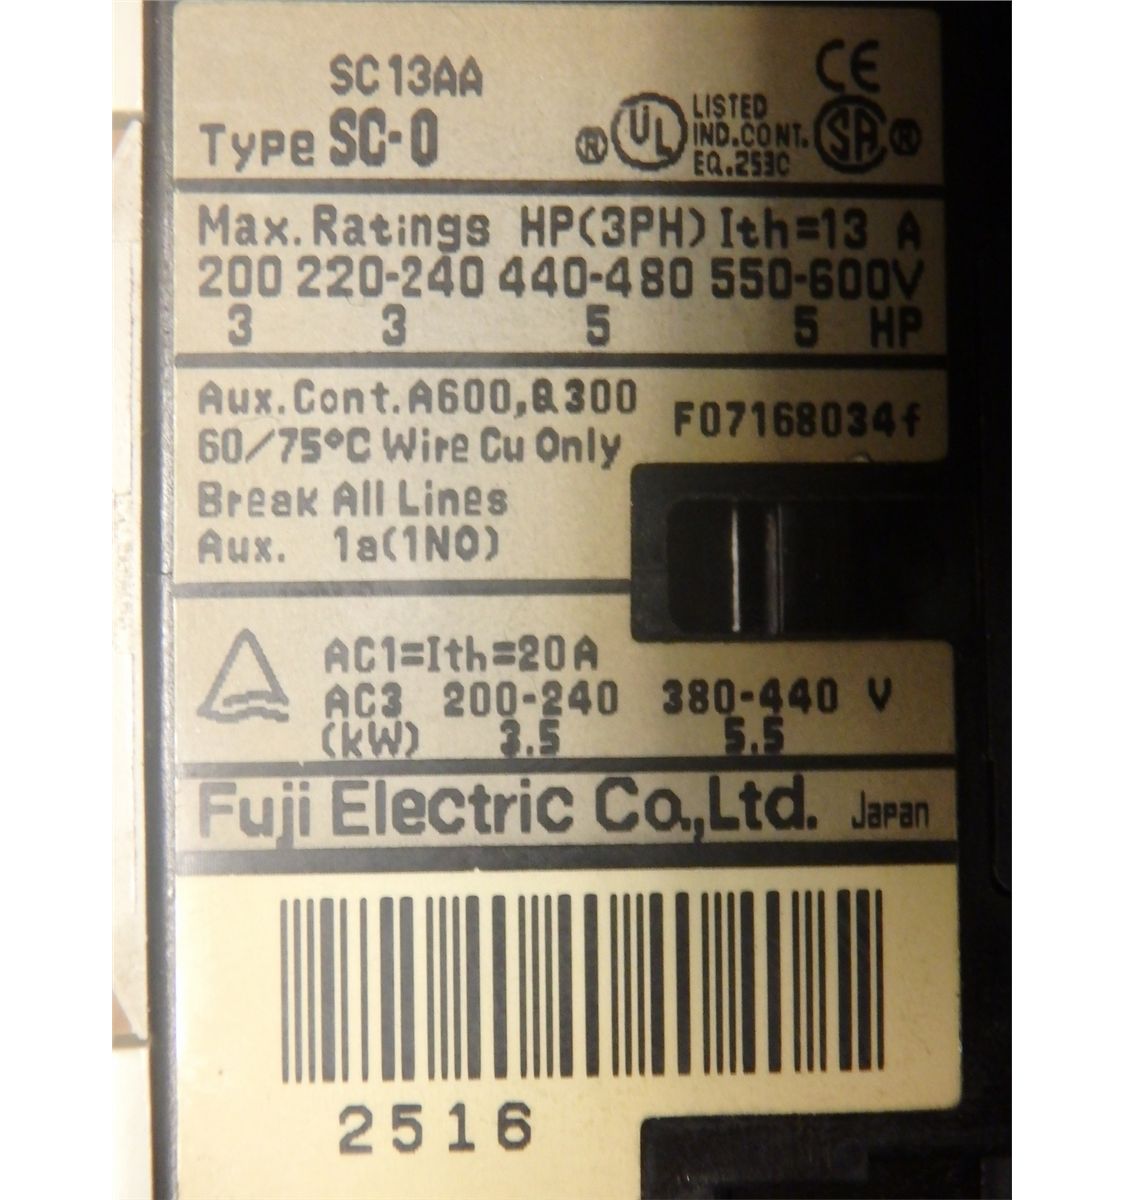 SC13AA
CE
Type SC-0
® UL LISTED
IND.CONT.
EQ.253C
SA ®
Max. Ratings HP(3PH) Ith=13 A
200 220-240 440-480 550-600V
3 3 5 5 HP
Aux.Cont.A600,Q300
F07168034f
60/75°C Wire Cu Only
Break All Lines
Aux. 1a(1NO)
AC1=Ith=20A
AC3 200-240 380-440 V
(kW) 3.5 5.5
Fuji Electric Co.,Ltd. Japan
2516